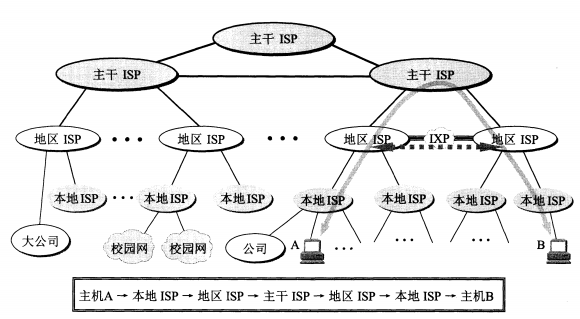 主干 ISP
主干 ISP
主干 ISP
地区 ISP
地区 ISP
地区 ISP
IXP
地区 ISP
本地 ISP
本地 ISP
本地 ISP
本地 ISP
本地 ISP
本地 ISP
本地 ISP
大公司
校园网
校园网
公司
A
B
主机A → 本地 ISP → 地区 ISP → 主干 ISP → 地区 ISP → 本地 ISP → 主机B